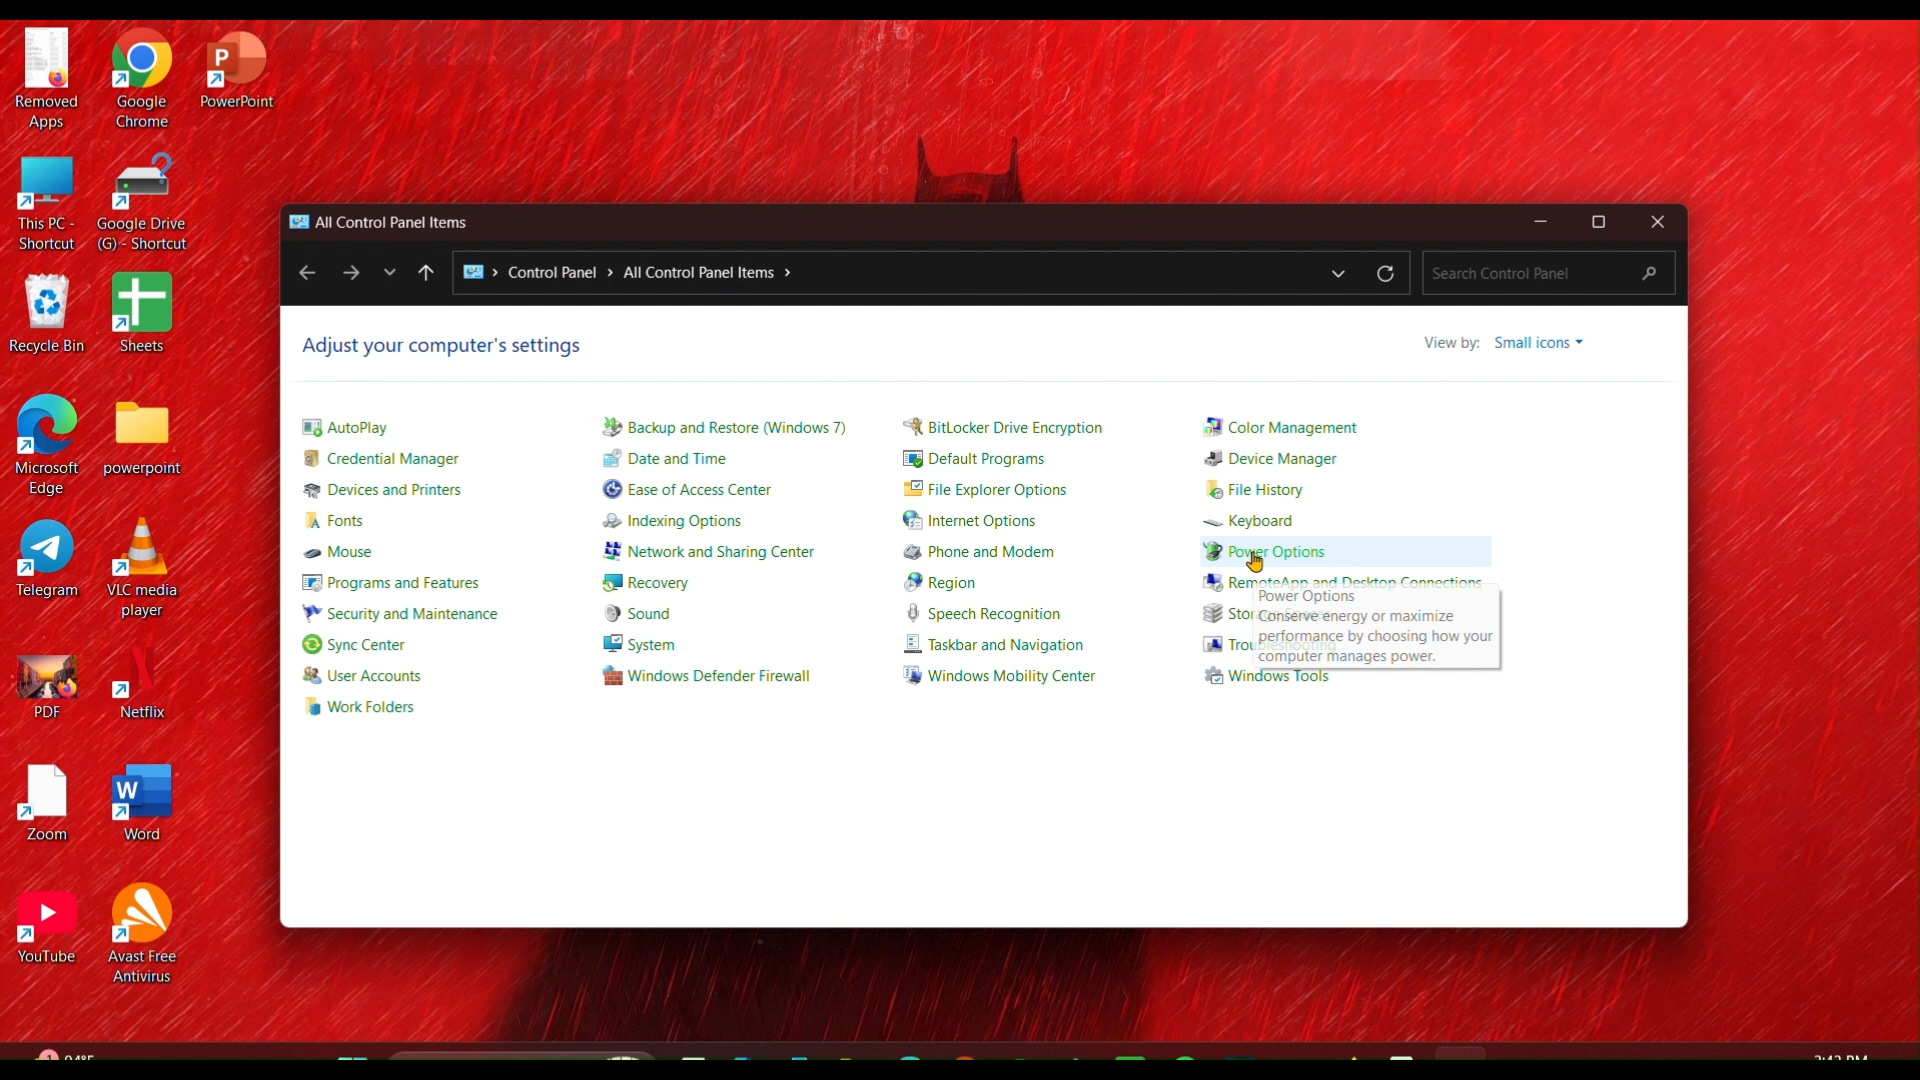 Removed
Apps
Google
Chrome
PowerPoint
This PC -
Shortcut
Google Drive
(G) - Shortcut
Recycle Bin
Sheets
Microsoft
Edge
powerpoint
Telegram
VLC media
player
PDF
Netflix
Zoom
Word
YouTube
Avast Free
Antivirus
All Control Panel Items
Control Panel › All Control Panel Items ›
Search Control Panel
Adjust your computer's settings
View by: Small icons
AutoPlay
Backup and Restore (Windows 7)
BitLocker Drive Encryption
Color Management
Credential Manager
Date and Time
Default Programs
Device Manager
Devices and Printers
Ease of Access Center
File Explorer Options
File History
Fonts
Indexing Options
Internet Options
Keyboard
Mouse
Network and Sharing Center
Phone and Modem
Power Options
Programs and Features
Recovery
Region
RemoteApp and Desktop Connections
Security and Maintenance
Sound
Speech Recognition
Sync Center
System
Taskbar and Navigation
Troubleshooting
User Accounts
Windows Defender Firewall
Windows Mobility Center
Windows Tools
Work Folders
Power Options
Conserve energy or maximize
performance by choosing how your
computer manages power.